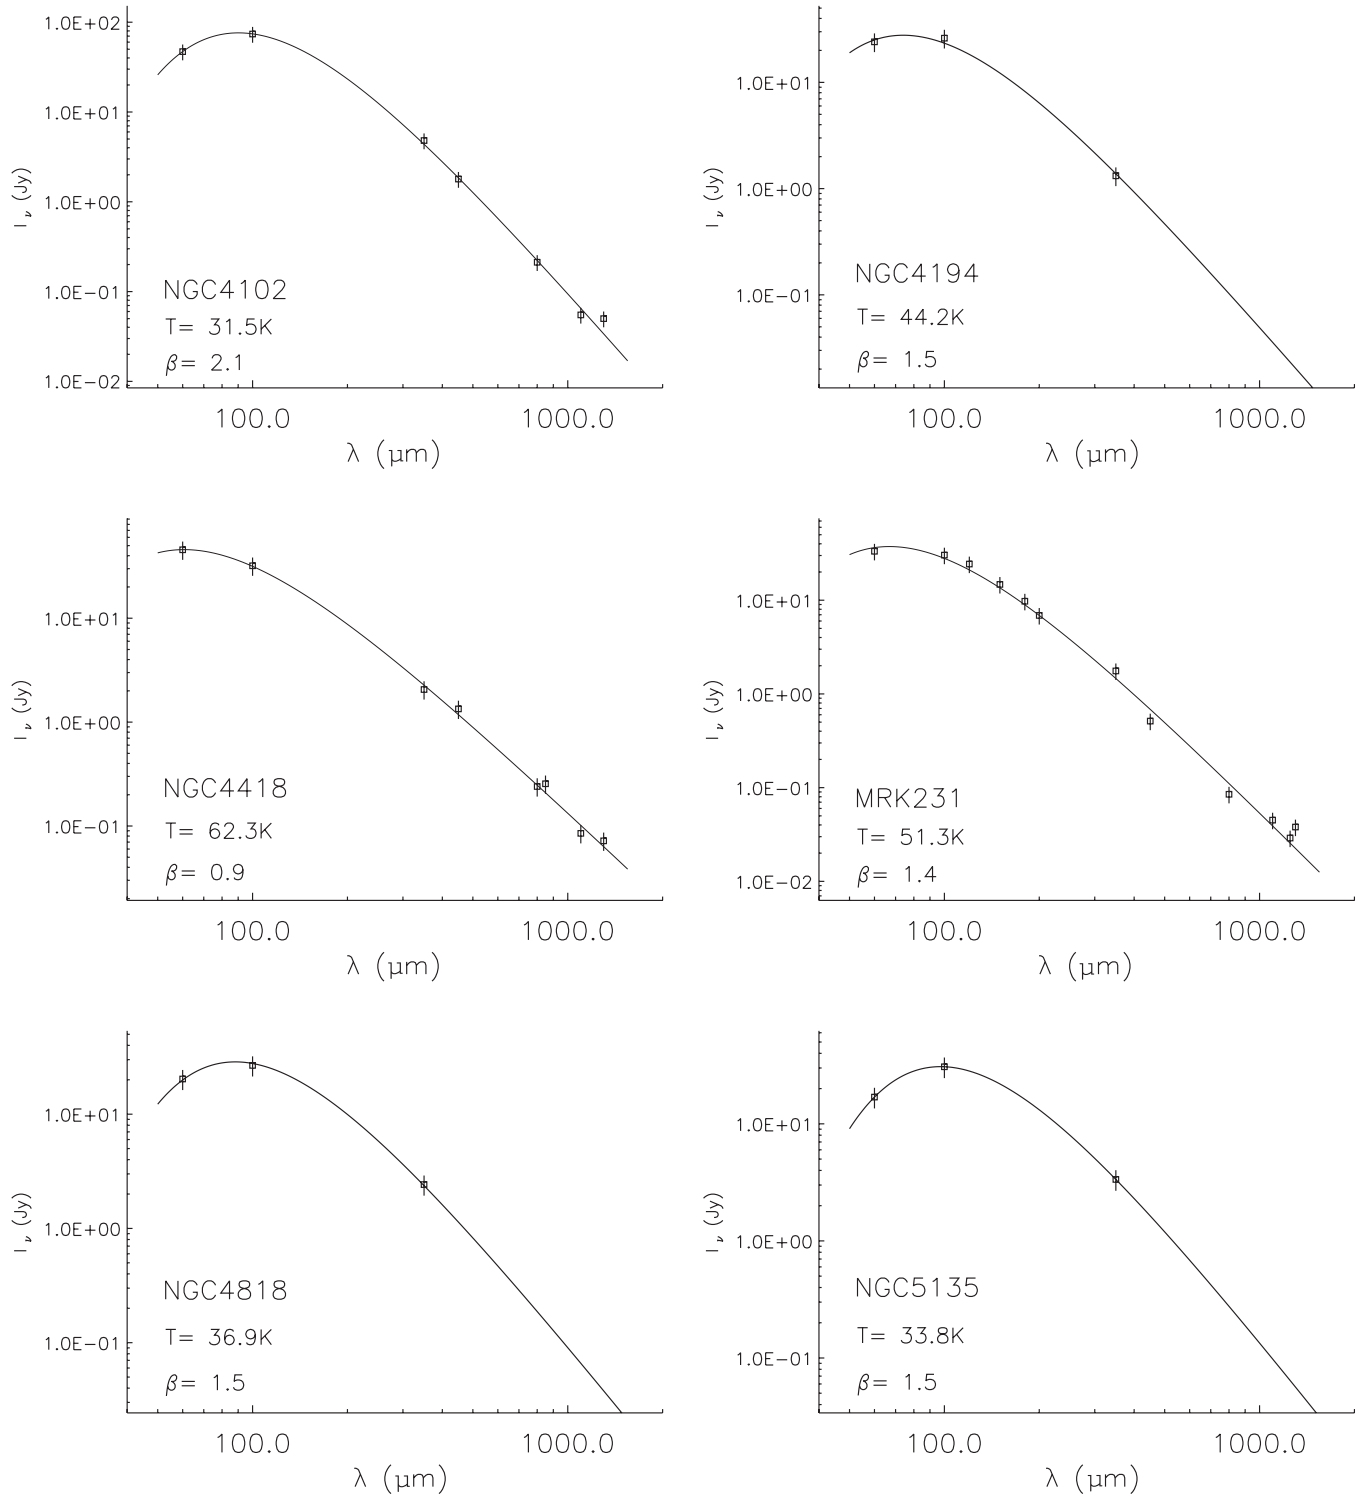 1.0E+02
1.0E+01
1.0E+00
1.0E−01
1.0E−02
I ν (Jy)
NGC4102
T= 31.5K
β= 2.1
100.0 1000.0
λ (μm)
1.0E+01
1.0E+00
1.0E−01
I ν (Jy)
NGC4194
T= 44.2K
β= 1.5
100.0 1000.0
λ (μm)
1.0E+01
1.0E+00
1.0E−01
I ν (Jy)
NGC4418
T= 62.3K
β= 0.9
100.0 1000.0
λ (μm)
1.0E+01
1.0E+00
1.0E−01
1.0E−02
I ν (Jy)
MRK231
T= 51.3K
β= 1.4
100.0 1000.0
λ (μm)
1.0E+01
1.0E+00
1.0E−01
I ν (Jy)
NGC4818
T= 36.9K
β= 1.5
100.0 1000.0
λ (μm)
1.0E+01
1.0E+00
1.0E−01
I ν (Jy)
NGC5135
T= 33.8K
β= 1.5
100.0 1000.0
λ (μm)